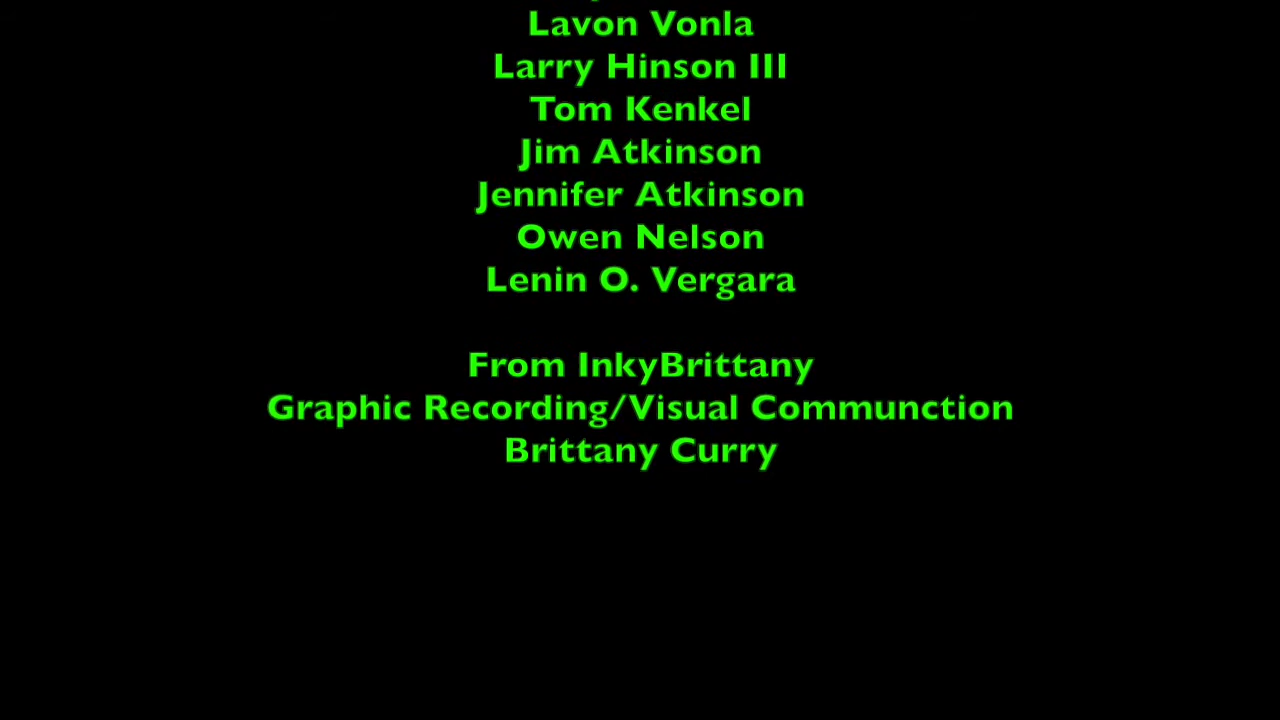 Lavon Vonla
Larry Hinson III
Tom Kenkel
Jim Atkinson
Jennifer Atkinson
Owen Nelson
Lenin O. Vergara
From InkyBrittany
Graphic Recording/Visual Communction
Brittany Curry